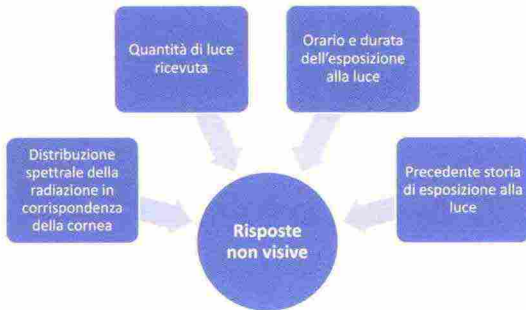 Quantità di luce
ricevuta
Orario e durata
dell'esposizione
alla luce
Distribuzione
spettrale della
radiazione in
corrispondenza
della cornea
Precedente storia
di esposizione alla
luce
Risposte
non visive